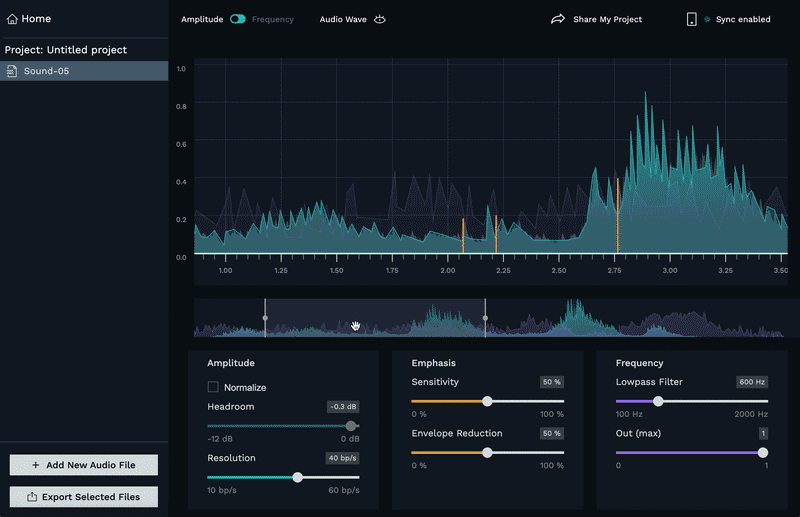 Home
Amplitude Frequency Audio Wave Share My Project Sync enabled
Project: Untitled project
Sound-05
1.0
0.8
0.6
0.4
0.2
0.0
1.00 1.25 1.50 1.75 2.00 2.25 2.50 2.75 3.00 3.25 3.50
Amplitude
Normalize
Headroom -0.3 dB
-12 dB 0 dB
Resolution 40 bp/s
10 bp/s 60 bp/s
Emphasis
Sensitivity 50 %
0 % 100 %
Envelope Reduction 50 %
0 % 100 %
Frequency
Lowpass Filter 600 Hz
100 Hz 2000 Hz
Out (max) 1
0 1
+ Add New Audio File
Export Selected Files